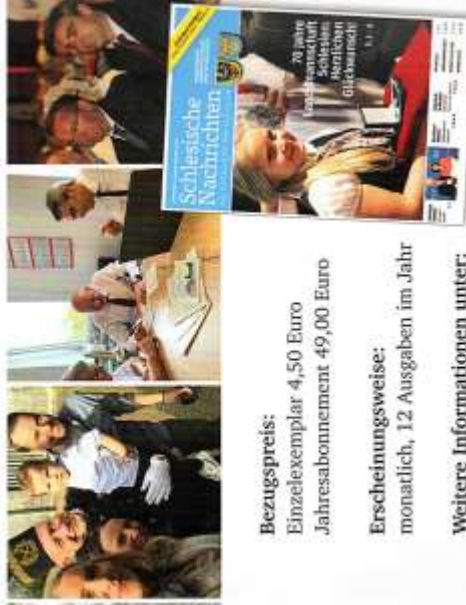 Schlesische
Nachrichten
70 Jahre
Landsmannschaft
Schlesien:
Herzlichen
Glückwunsch!
Bezugspreis:
Einzelexemplar 4,50 Euro
Jahresabonnement 49,00 Euro
Erscheinungsweise:
monatlich, 12 Ausgaben im Jahr
Weitere Informationen unter: